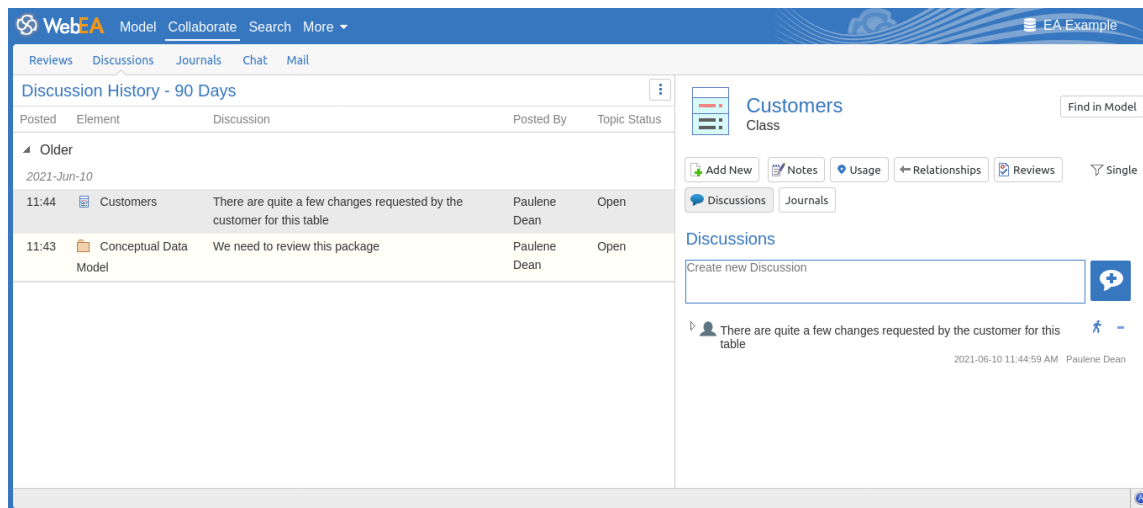 WebEA Model Collaborate Search More EA Example
Reviews Discussions Journals Chat Mail
Discussion History - 90 Days
Posted Element Discussion Posted By Topic Status
Older
2021-Jun-10
11:44 Customers There are quite a few changes requested by the Paulene Open
customer for this table Dean
11:43 Conceptual Data We need to review this package Paulene Open
Model Dean
Customers
Class
Find in Model
Add New Notes Usage Relationships Reviews Single
Discussions Journals
Discussions
Create new Discussion
There are quite a few changes requested by the customer for this
table
2021-06-10 11:44:59 AM Paulene Dean